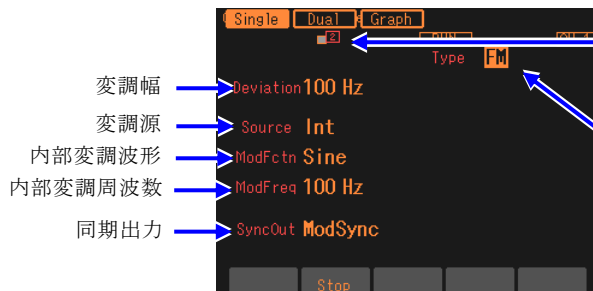 Single Dual Graph
2
Type FM
変調幅 Deviation 100 Hz
変調源 Source Int
内部変調波形 ModFctn Sine
内部変調周波数 ModFreq 100 Hz
同期出力 SyncOut ModSync
Stop